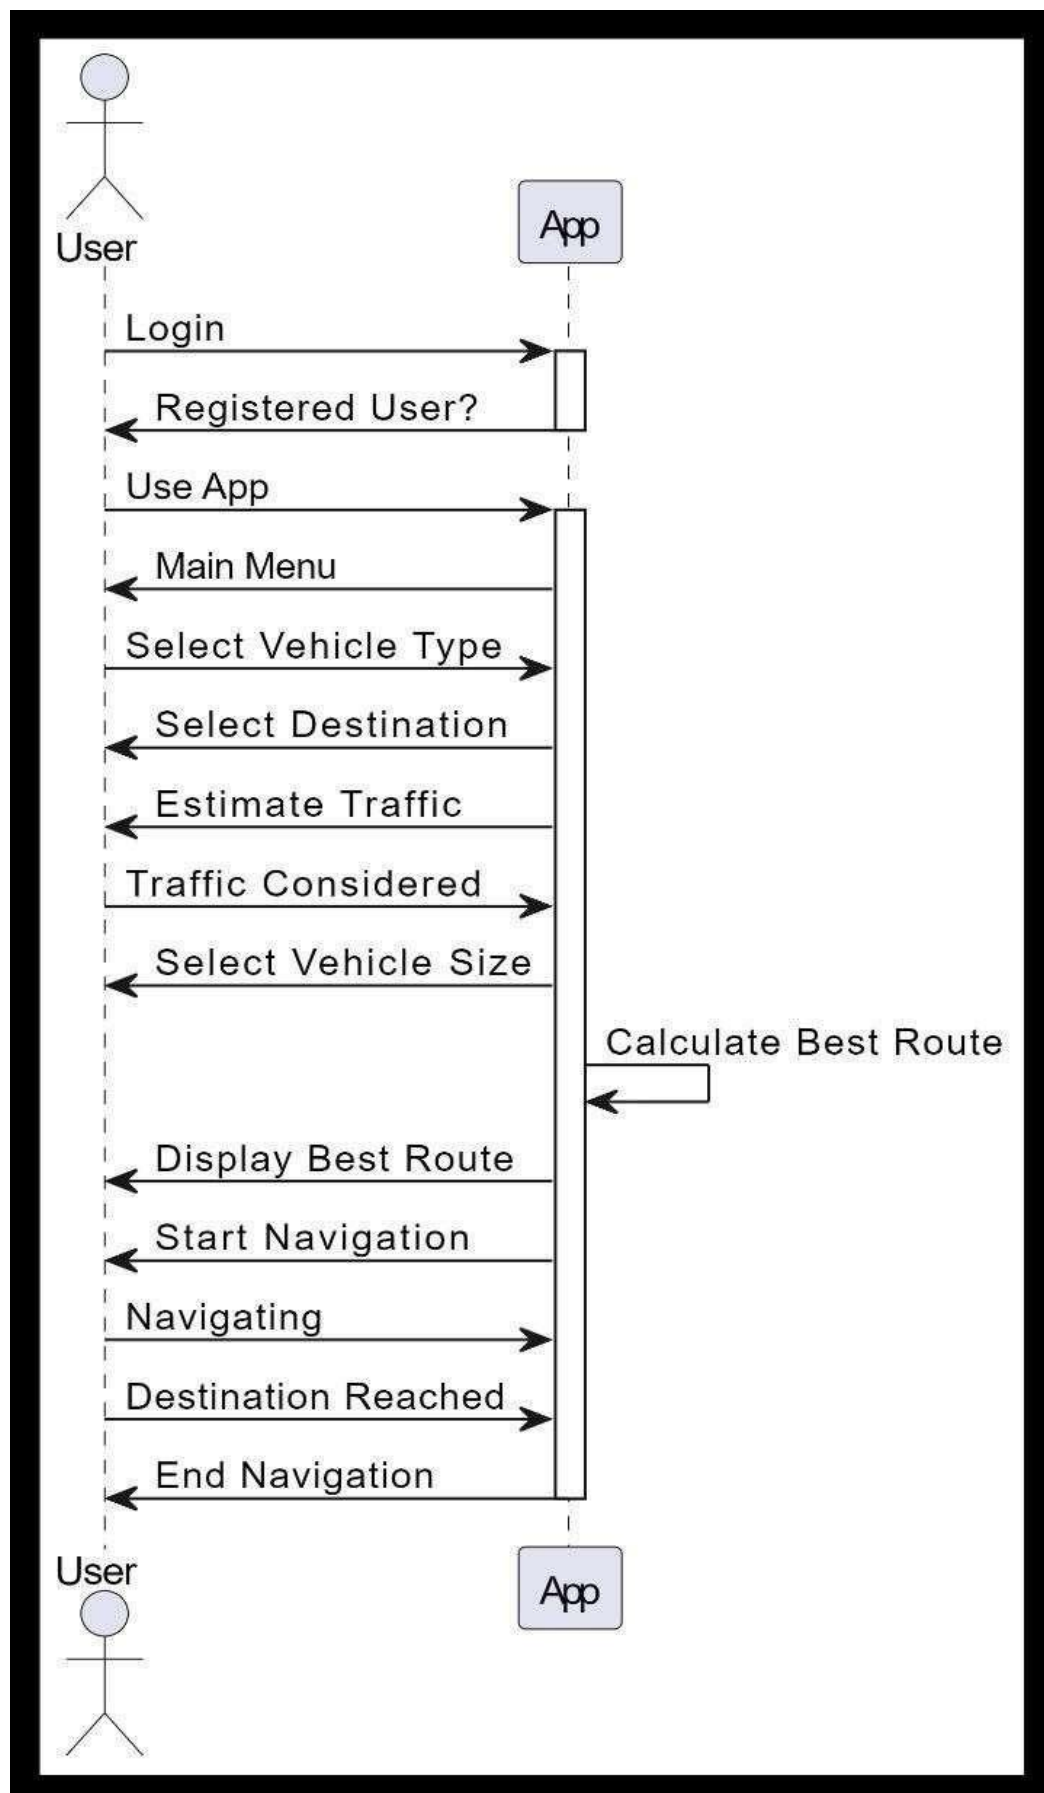 User
App
Login
Registered User?
Use App
Main Menu
Select Vehicle Type
Select Destination
Estimate Traffic
Traffic Considered
Select Vehicle Size
Calculate Best Route
Display Best Route
Start Navigation
Navigating
Destination Reached
End Navigation
User
App